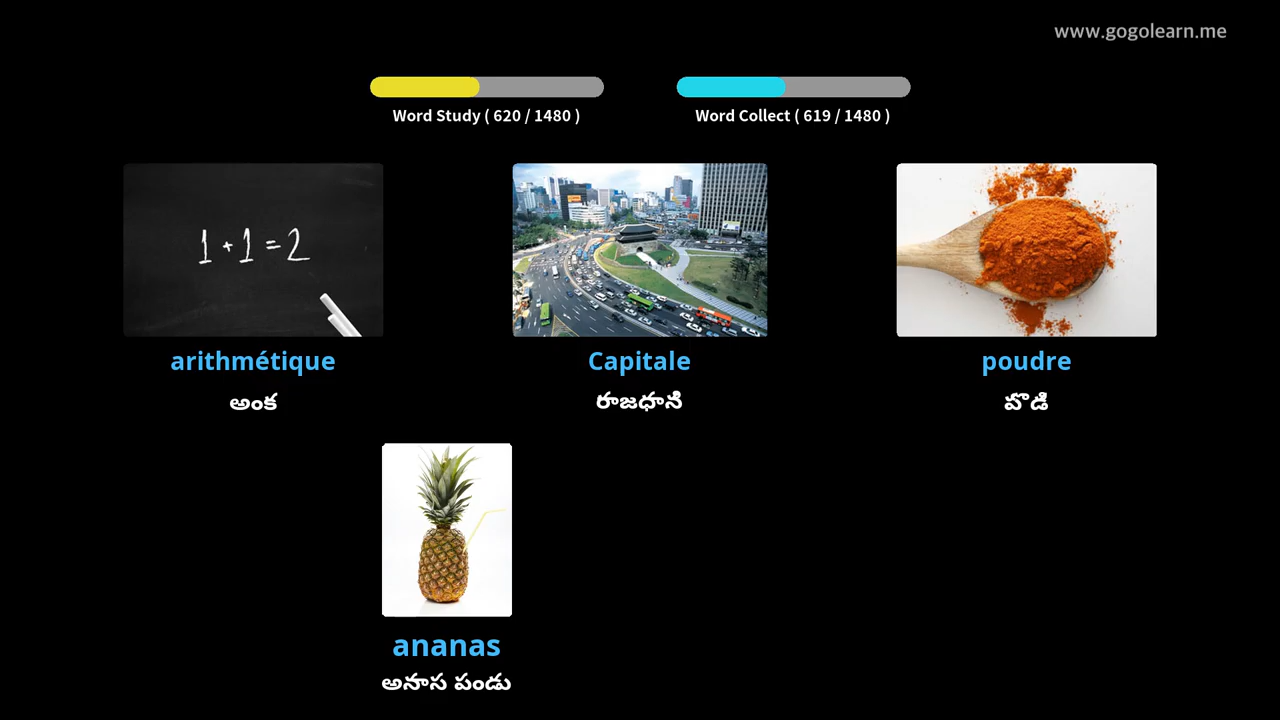 www.gogolearn.me
Word Study ( 620 / 1480 )
Word Collect ( 619 / 1480 )
1 + 1 = 2
arithmétique
Capitale
poudre
అంక
రాజధాని
పొడి
ananas
అనాస పండు